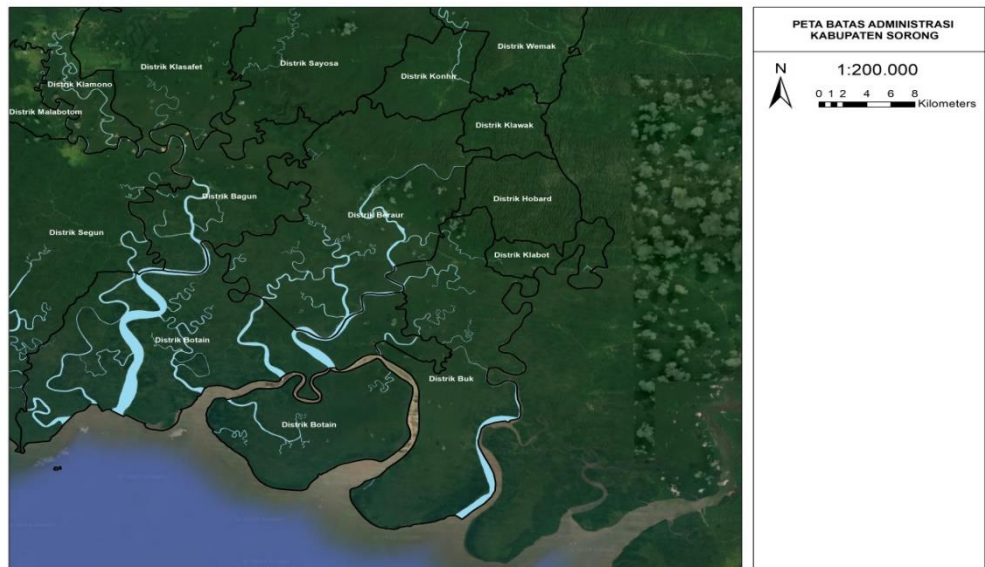 PETA BATAS ADMINISTRASI
KABUPATEN SORONG
N
1:200.000
0 1 2 4 6 8
Kilometers
Distrik Wemak
Distrik Klasafet
Distrik Sayosa
Distrik Konhir
Distrik Klamono
Distrik Malabotom
Distrik Klawak
Distrik Bagun
Distrik Hobard
Distrik Beraur
Distrik Segun
Distrik Klabot
Distrik Botain
Distrik Buk
Distrik Botain